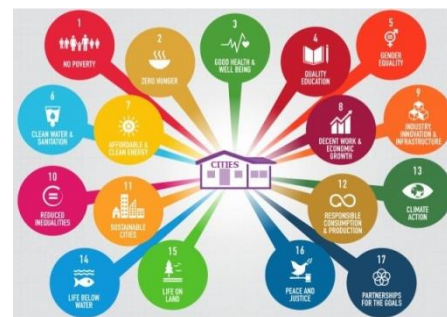 1
NO POVERTY
2
ZERO HUNGER
3
GOOD HEALTH &
WELL BEING
4
QUALITY
EDUCATION
5
GENDER
EQUALITY
6
CLEAN WATER &
SANITATION
7
AFFORDABLE &
CLEAN ENERGY
8
DECENT WORK &
ECONOMIC
GROWTH
9
INDUSTRY,
INNOVATION &
INFRASTRUCTURE
CITIES
10
REDUCED
INEQUALITIES
11
SUSTAINABLE
CITIES
12
RESPONSIBLE
CONSUMPTION
& PRODUCTION
13
CLIMATE
ACTION
14
LIFE BELOW
WATER
15
LIFE ON
LAND
16
PEACE AND
JUSTICE
17
PARTNERSHIPS
FOR THE GOALS